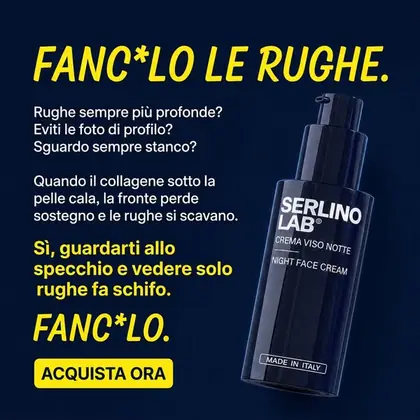 FANC*LO LE RUGHE.
Rughe sempre più profonde?
Eviti le foto di profilo?
Sguardo sempre stanco?
Quando il collagene sotto la
pelle cala, la fronte perde
sostegno e le rughe si scavano.
Sì, guardarti allo
specchio e vedere solo
rughe fa schifo.
FANC*LO.
ACQUISTA ORA
SERLINO
LAB®
CREMA VISO NOTTE
NIGHT FACE CREAM
MADE IN ITALY